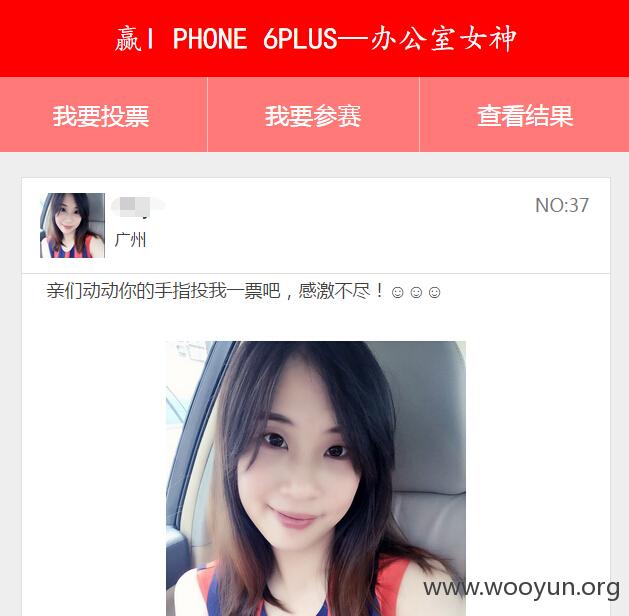 赢I PHONE 6PLUS—办公室女神
我要投票 我要参赛 查看结果
NO:37
广州
亲们动动你的手指投我一票吧，感激不尽！☺☺☺
www.wooyun.org